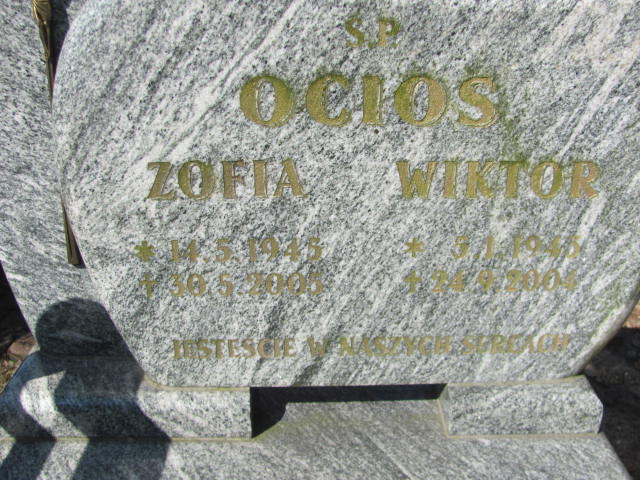 Ś.P.
OCIOS
ZOFIA WIKTOR
* 14.5.1945 * 5.1.1943
† 30.5.2003 † 24.9.2004
JESTEŚCIE W NASZYCH SERCACH